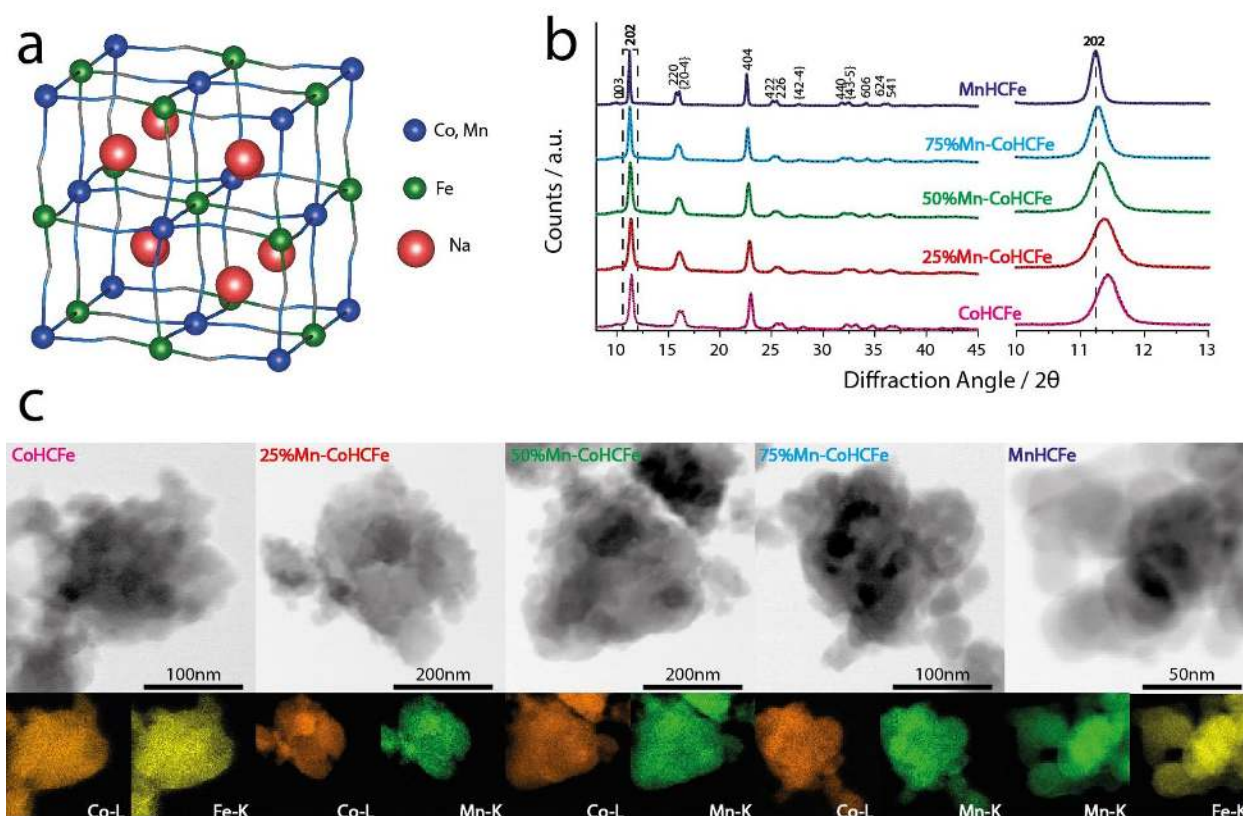 a
Co, Mn
Fe
Na
b
Counts / a.u.
003
202
220
{20-4}
404
422
226
{42-4}
440
{43-5}
606
624
541
202
MnHCFe
75%Mn-CoHCFe
50%Mn-CoHCFe
25%Mn-CoHCFe
CoHCFe
10 15 20 25 30 35 40 45 10 11 12 13
Diffraction Angle / 2θ
c
CoHCFe 25%Mn-CoHCFe 50%Mn-CoHCFe 75%Mn-CoHCFe MnHCFe
100nm 200nm 200nm 100nm 50nm
Co-L Fe-K Co-L Mn-K Co-L Mn-K Co-L Mn-K Mn-K Fe-K